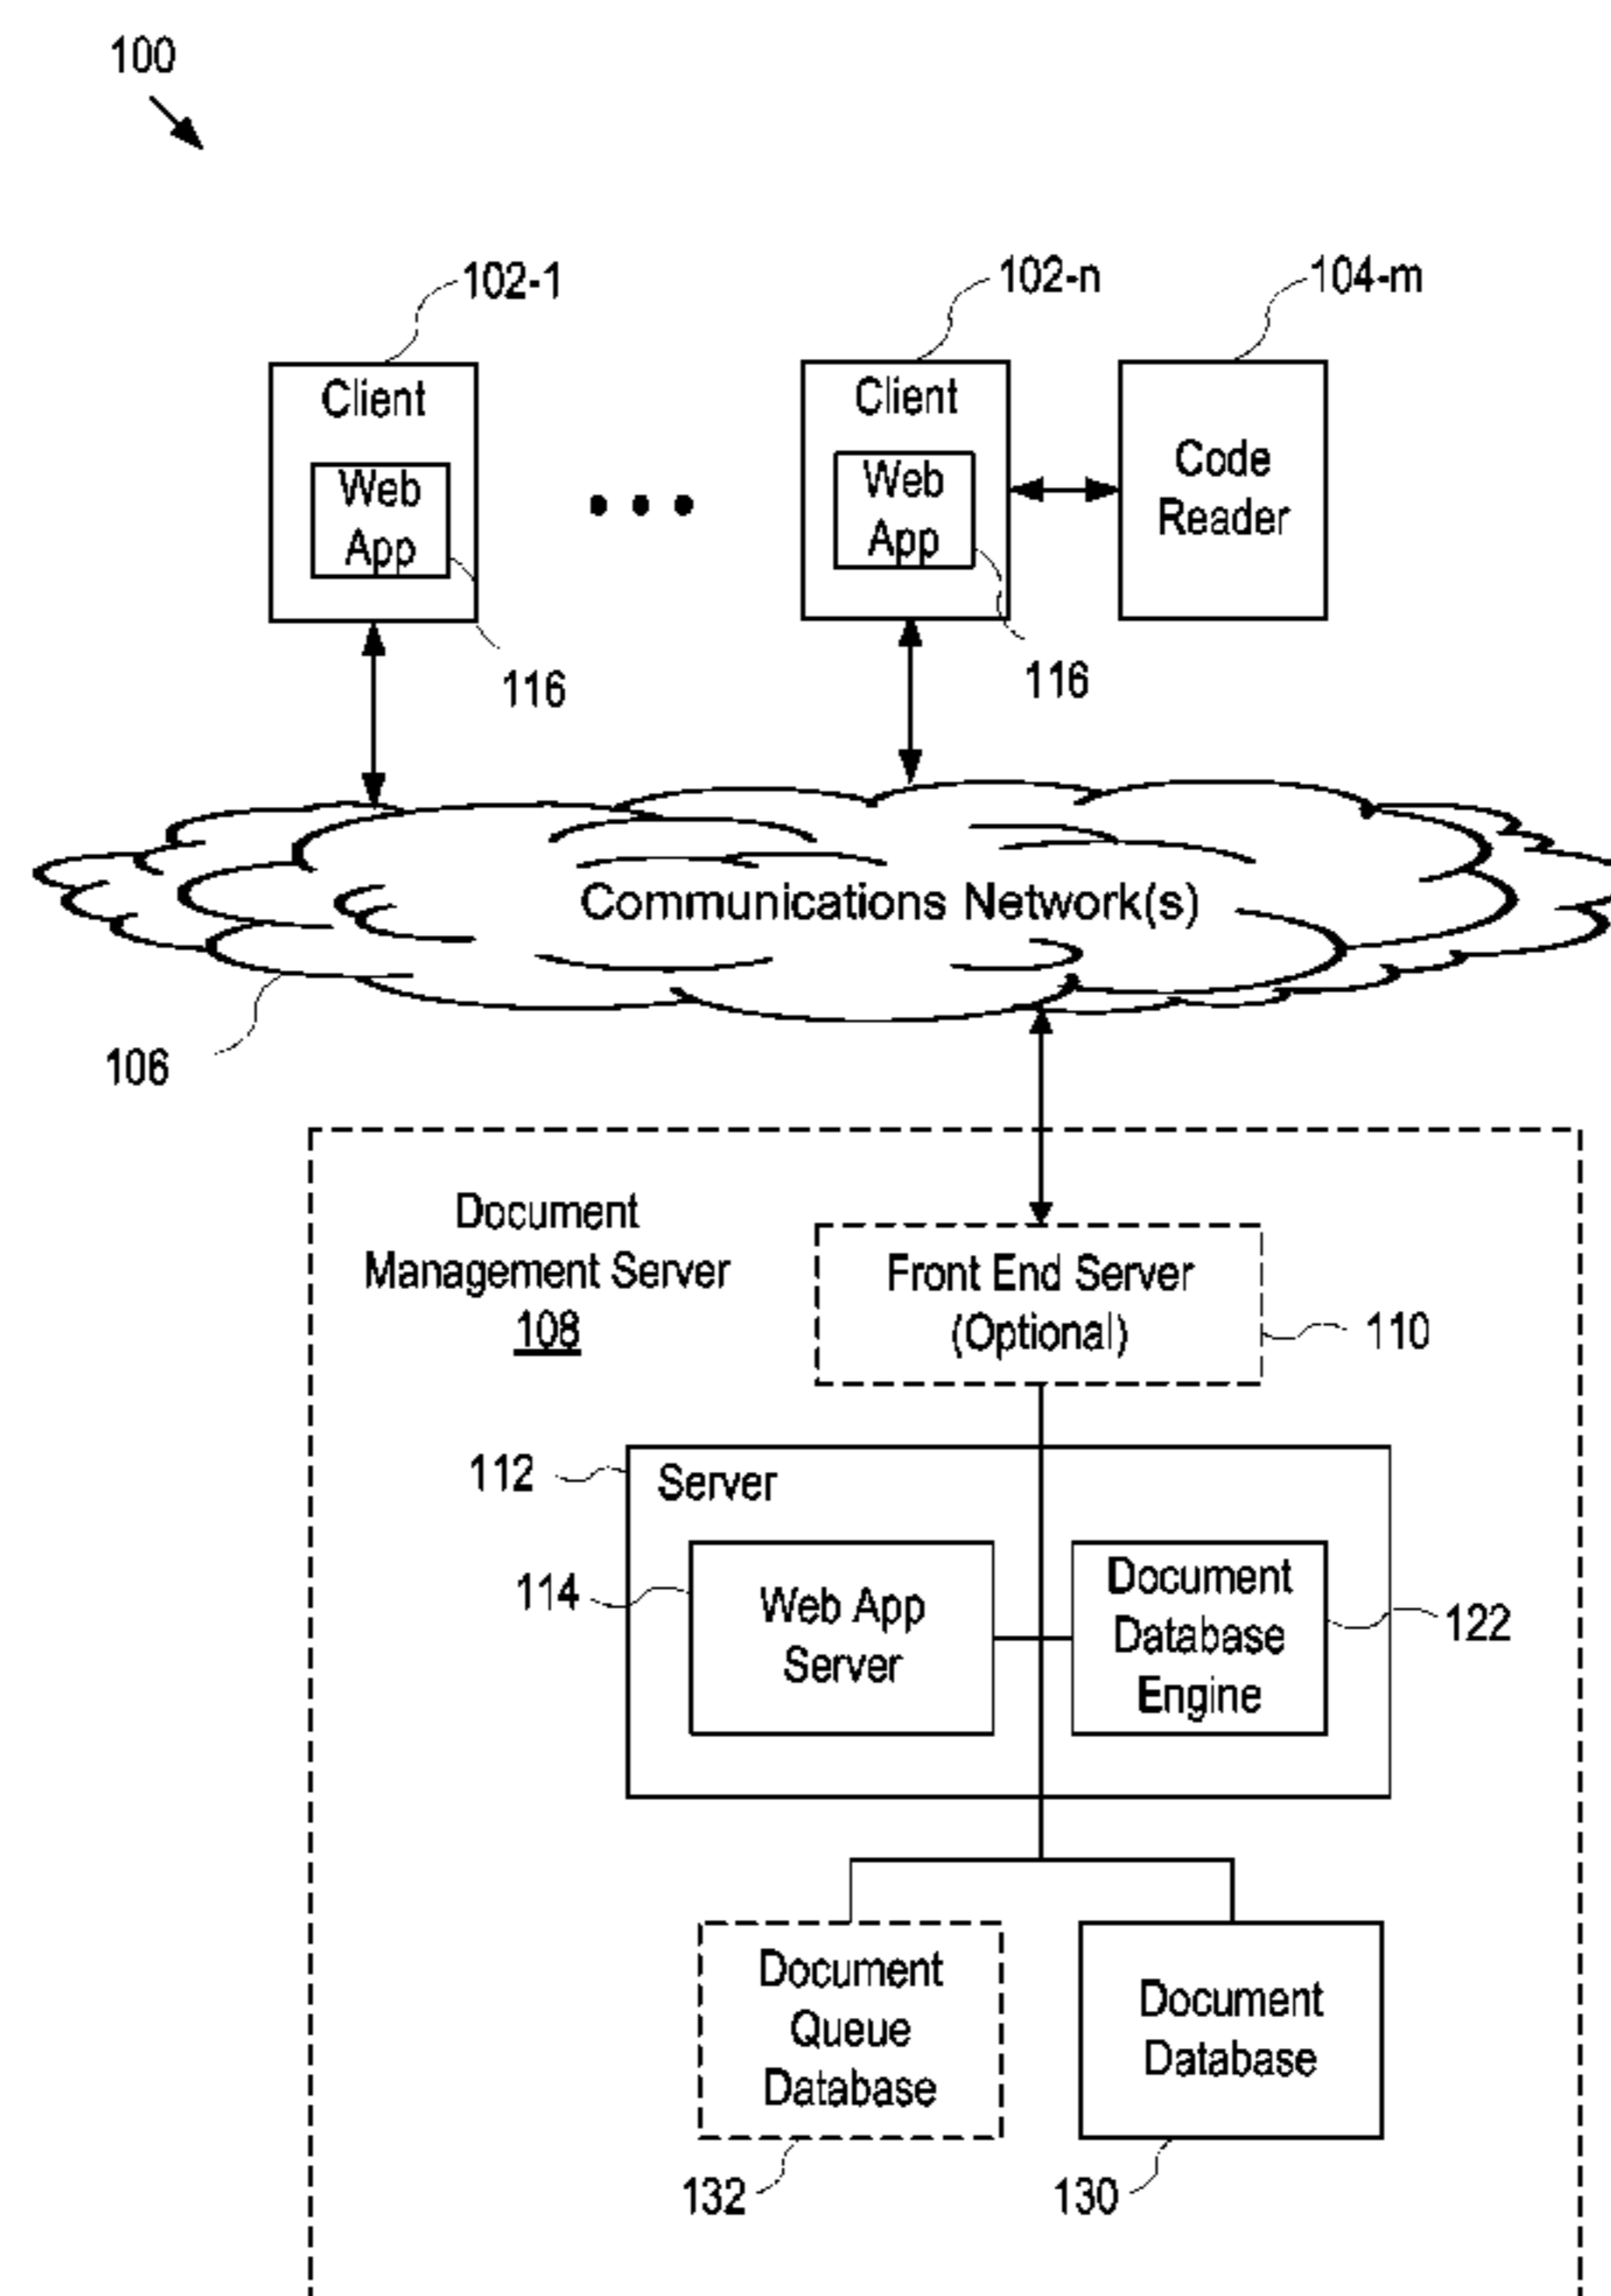 100
102-1
102-n
104-m
Client
Web
App
116
Client
Web
App
116
Code
Reader
Communications Network(s)
106
Document
Management Server
108
Front End Server
(Optional)
110
112
Server
114
Web App
Server
Document
Database
Engine
122
Document
Queue
Database
132
Document
Database
130